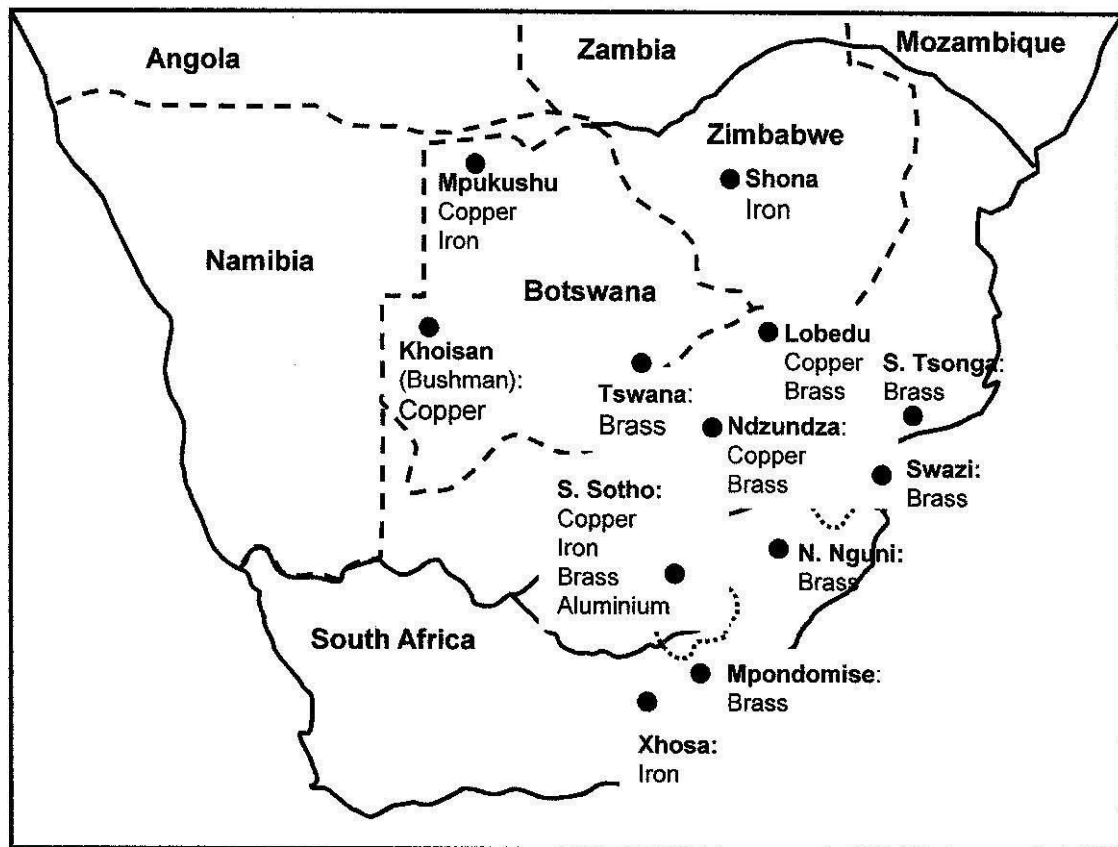 Angola
Zambia
Mozambique
Zimbabwe
Mpukushu
Copper
Iron
Shona
Iron
Namibia
Botswana
Khoisan
(Bushman):
Copper
Tswana:
Brass
Lobedu
Copper
Brass
S. Tsonga:
Brass
Ndzundza:
Copper
Brass
Swazi:
Brass
S. Sotho:
Copper
Iron
Brass
Aluminium
N. Nguni:
Brass
South Africa
Mpondomise:
Brass
Xhosa:
Iron